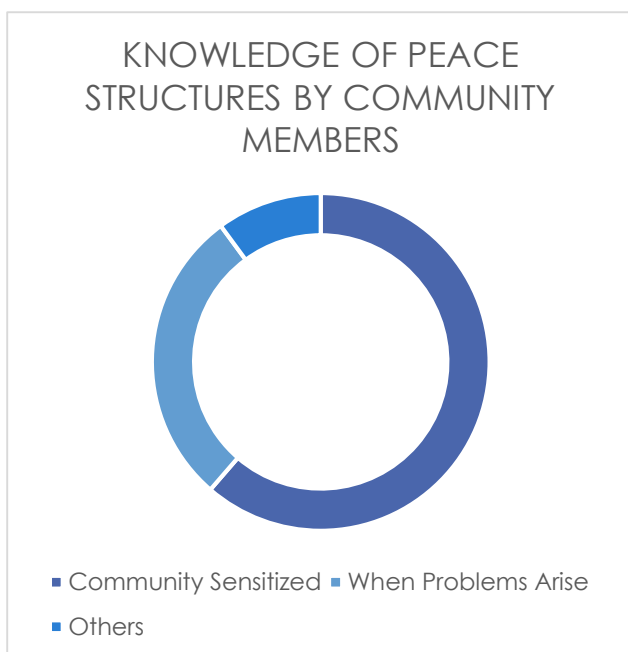 KNOWLEDGE OF PEACE
STRUCTURES BY COMMUNITY
MEMBERS
Community Sensitized When Problems Arise
Others